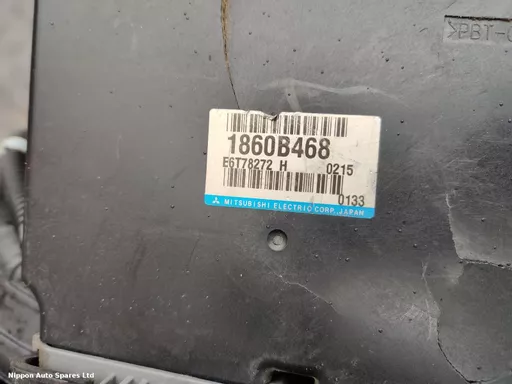 >PBT-
1860B468
E6T78272 H 0215
0133
MITSUBISHI ELECTRIC CORP. JAPAN
Nippon Auto Spares Ltd